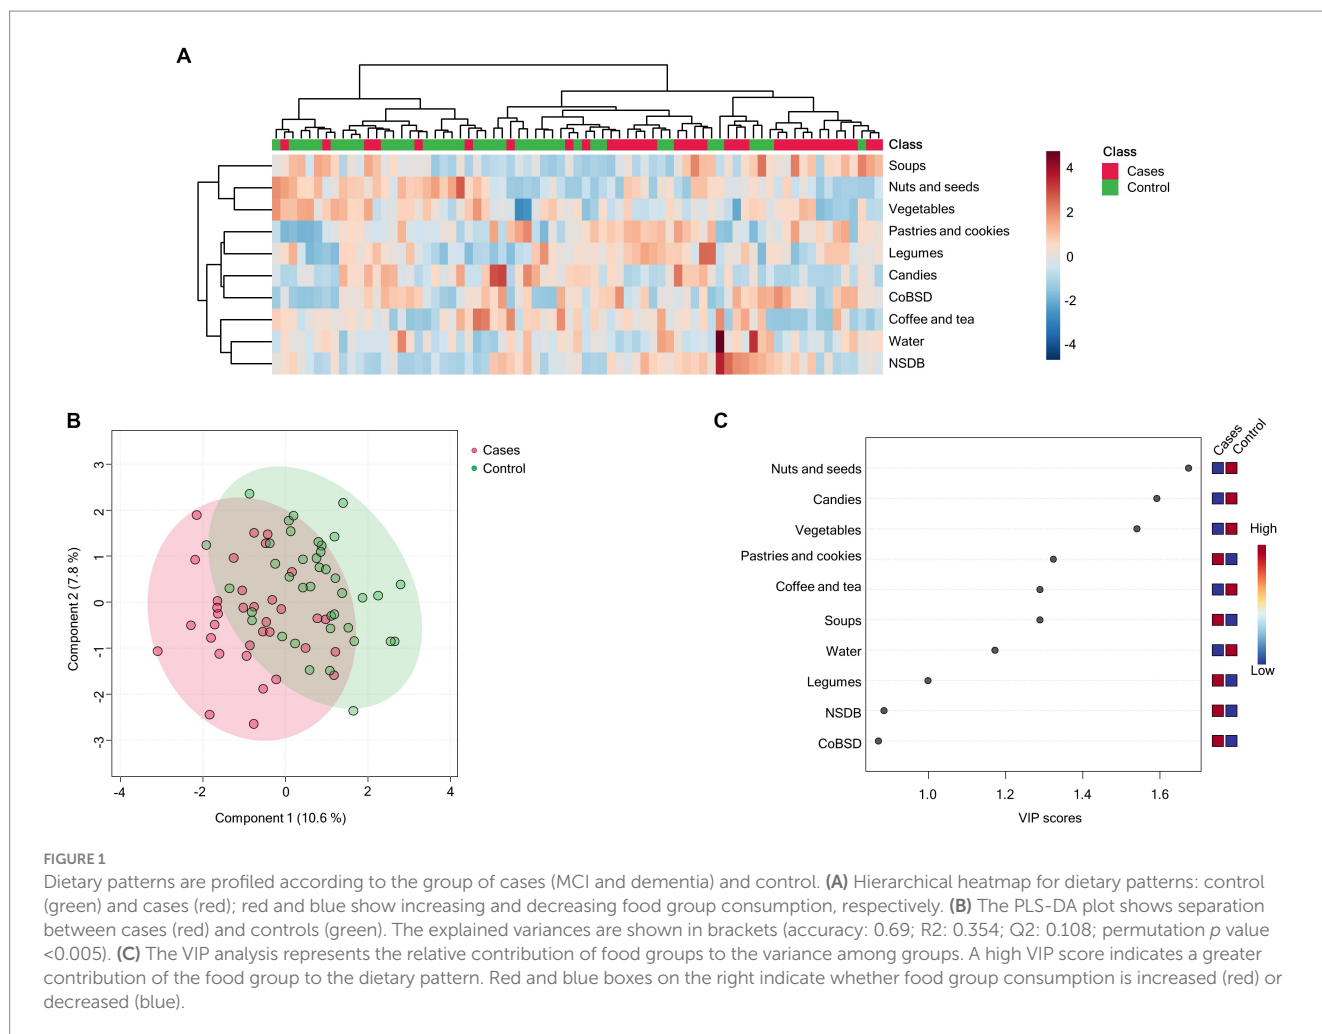 A
Class
Soups
Nuts and seeds
Vegetables
Pastries and cookies
Legumes
Candies
CoBSD
Coffee and tea
Water
NSDB
4
2
0
-2
-4
Class
Cases
Control
B
Cases
Control
3
2
1
0
-1
-2
-3
Component 2 (7.8 %)
-4
-2
0
2
4
Component 1 (10.6 %)
C
Cases
Control
Nuts and seeds
Candies
Vegetables
Pastries and cookies
Coffee and tea
Soups
Water
Legumes
NSDB
CoBSD
High
Low
1.0
1.2
1.4
1.6
VIP scores
FIGURE 1
Dietary patterns are profiled according to the group of cases (MCI and dementia) and control. (A) Hierarchical heatmap for dietary patterns: control
(green) and cases (red); red and blue show increasing and decreasing food group consumption, respectively. (B) The PLS-DA plot shows separation
between cases (red) and controls (green). The explained variances are shown in brackets (accuracy: 0.69; R2: 0.354; Q2: 0.108; permutation p value
<0.005). (C) The VIP analysis represents the relative contribution of food groups to the variance among groups. A high VIP score indicates a greater
contribution of the food group to the dietary pattern. Red and blue boxes on the right indicate whether food group consumption is increased (red) or
decreased (blue).